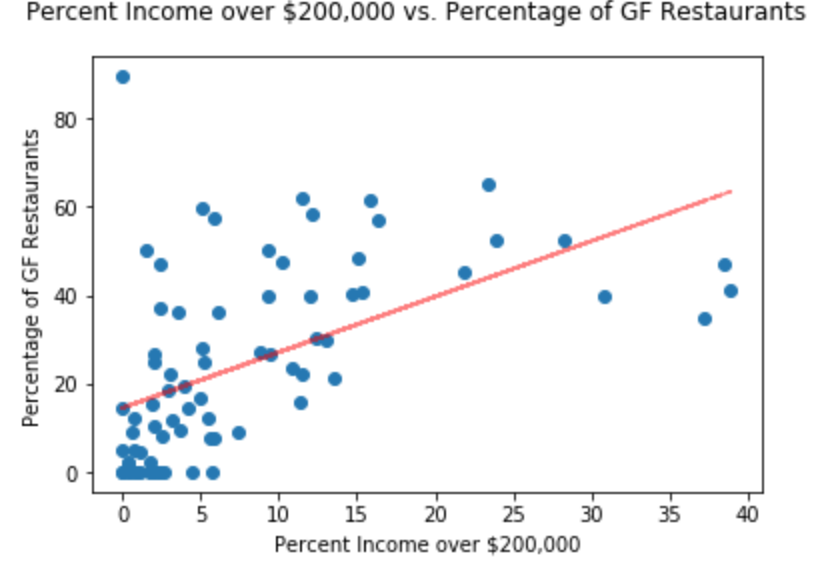 Percent Income over $200,000 vs. Percentage of GF Restaurants
Percentage of GF Restaurants
80
60
40
20
0
0 5 10 15 20 25 30 35 40
Percent Income over $200,000